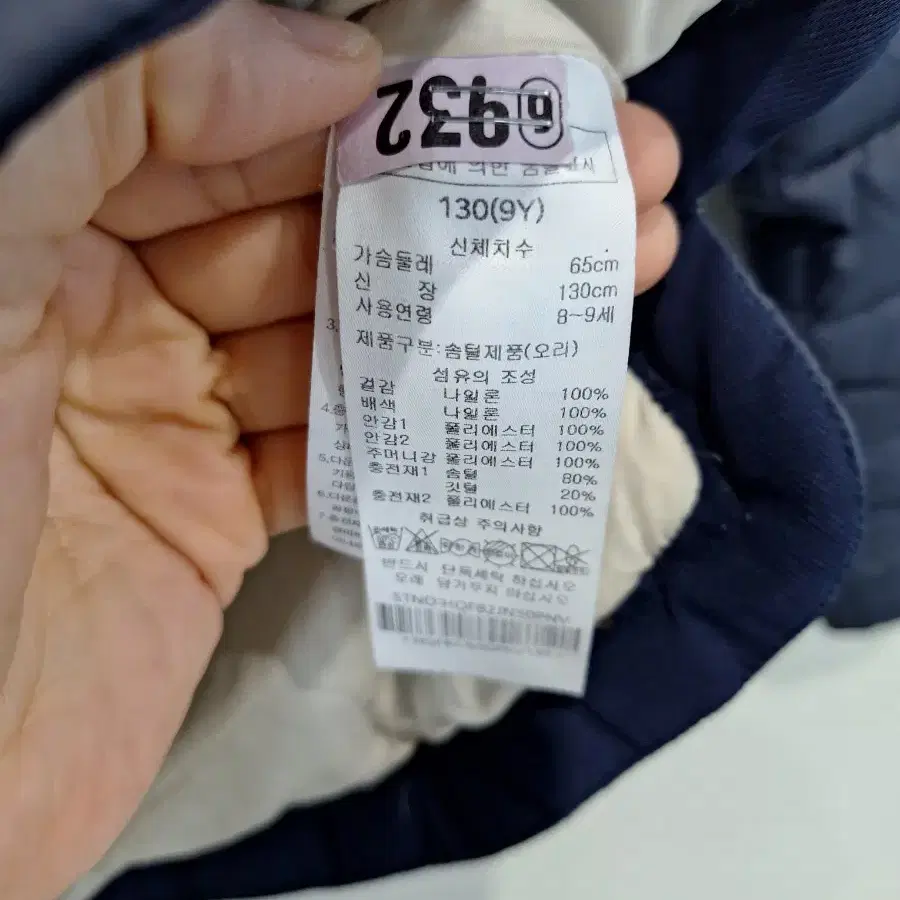 6932
130(9Y)
신체치수
가슴둘레 65cm
신 장 130cm
사용연령 8~9세
제품구분:솜털제품(오리)
섬유의 조성
겉감 나일론 100%
배색 나일론 100%
안감1 폴리에스터 100%
안감2 폴리에스터 100%
주머니감 폴리에스터 100%
충전재1 솜털 80%
깃털 20%
충전재2 폴리에스터 100%
취급상 주의사항
반드시 단독세탁 하십시오
오래 담가두지 마십시오